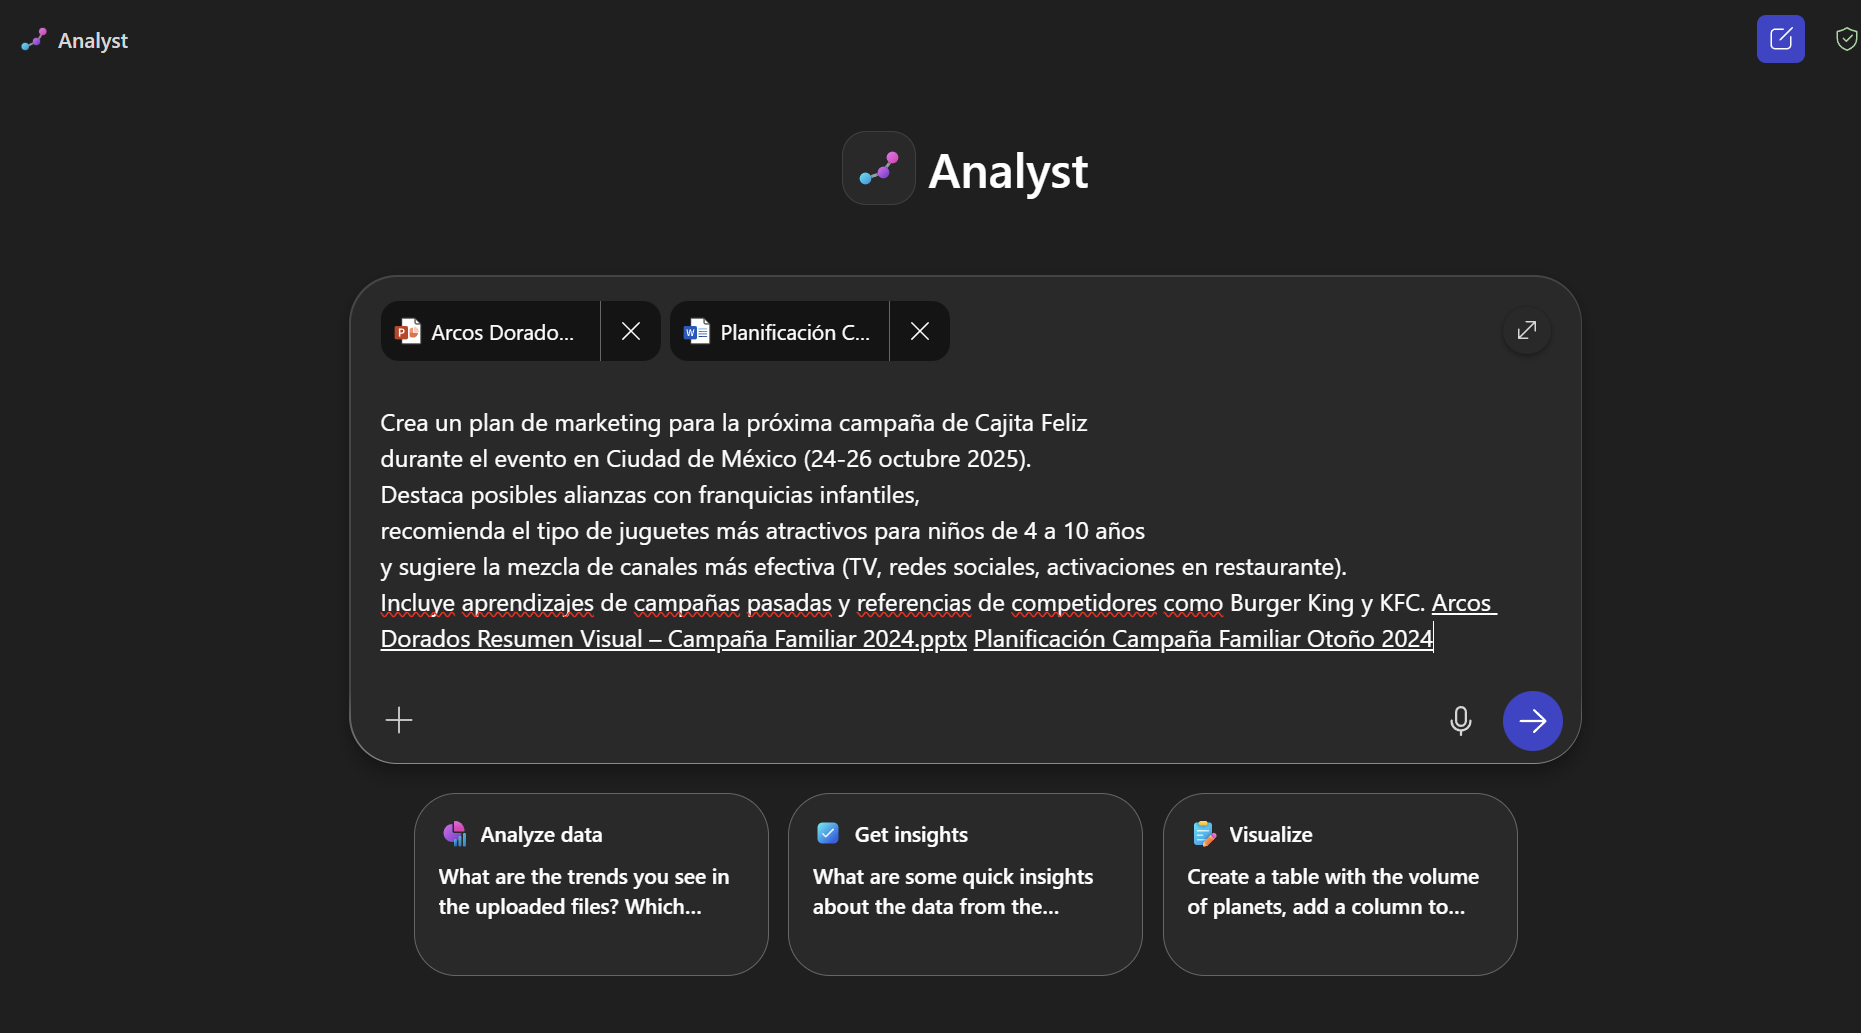 Analyst
Analyst
Arcos Dorado...
Planificación C...
Crea un plan de marketing para la próxima campaña de Cajita Feliz
durante el evento en Ciudad de México (24-26 octubre 2025).
Destaca posibles alianzas con franquicias infantiles,
recomienda el tipo de juguetes más atractivos para niños de 4 a 10 años
y sugiere la mezcla de canales más efectiva (TV, redes sociales, activaciones en restaurante).
Incluye aprendizajes de campañas pasadas y referencias de competidores como Burger King y KFC. Arcos
Dorados Resumen Visual – Campaña Familiar 2024.pptx Planificación Campaña Familiar Otoño 2024
Analyze data
What are the trends you see in
the uploaded files? Which...
Get insights
What are some quick insights
about the data from the...
Visualize
Create a table with the volume
of planets, add a column to...